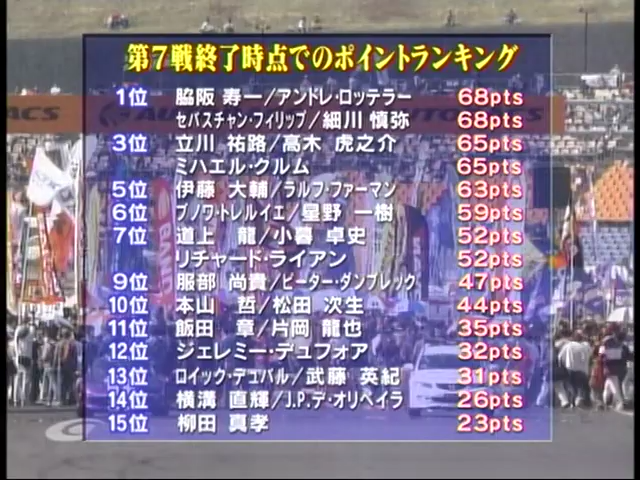 第7戦終了時点でのポイントランキング
1位 脇阪 寿一/アンドレ・ロッテラー 68pts
セバスチャン・フィリップ/細川 慎弥 68pts
3位 立川 祐路/高木 虎之介 65pts
ミハエル・クルム 65pts
5位 伊藤 大輔/ラルフ・ファーマン 63pts
6位 ブノワ・トレルイエ/星野 一樹 59pts
7位 道上 龍/小暮 卓史 52pts
リチャード・ライアン 52pts
9位 服部 尚貴/ピーター・ダンブレック 47pts
10位 本山 哲/松田 次生 44pts
11位 飯田 章/片岡 龍也 35pts
12位 ジェレミー・デュフォア 32pts
13位 ロイック・デュバル/武藤 英紀 31pts
14位 横溝 直輝/J.P.デ・オリベイラ 26pts
15位 柳田 真孝 23pts